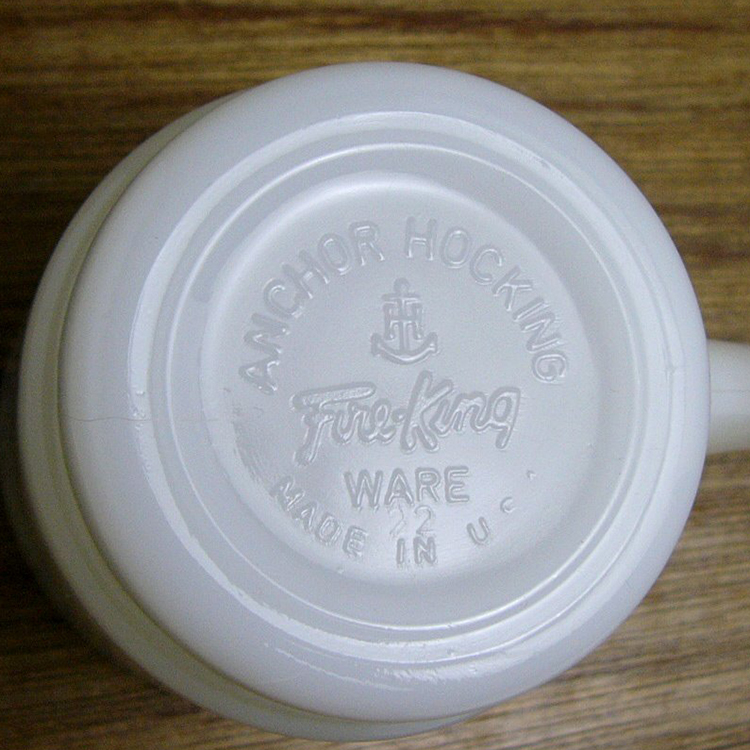 ANCHOR HOCKING
Fire-King
WARE
22
MADE IN U